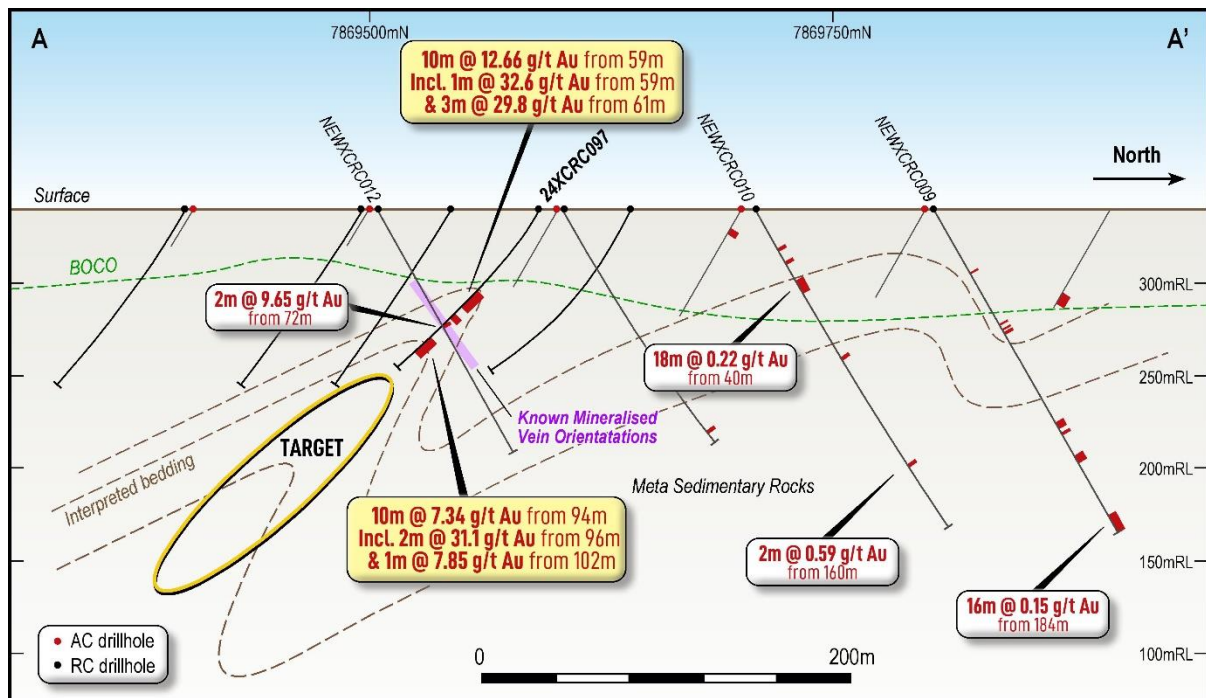 A
7869500mN
7869750mN
A'
10m @ 12.66 g/t Au from 59m
Incl. 1m @ 32.6 g/t Au from 59m
& 3m @ 29.8 g/t Au from 61m
NEWXCRC012
24XCRC097
NEWXCRC010
NEWXCRC009
North
Surface
BOCO
300mRL
2m @ 9.65 g/t Au
from 72m
18m @ 0.22 g/t Au
from 40m
250mRL
Known Mineralised
Vein Orientatations
TARGET
Interpreted bedding
200mRL
Meta Sedimentary Rocks
10m @ 7.34 g/t Au from 94m
Incl. 2m @ 31.1 g/t Au from 96m
& 1m @ 7.85 g/t Au from 102m
2m @ 0.59 g/t Au
from 160m
150mRL
16m @ 0.15 g/t Au
from 184m
AC drillhole
RC drillhole
0
200m
100mRL